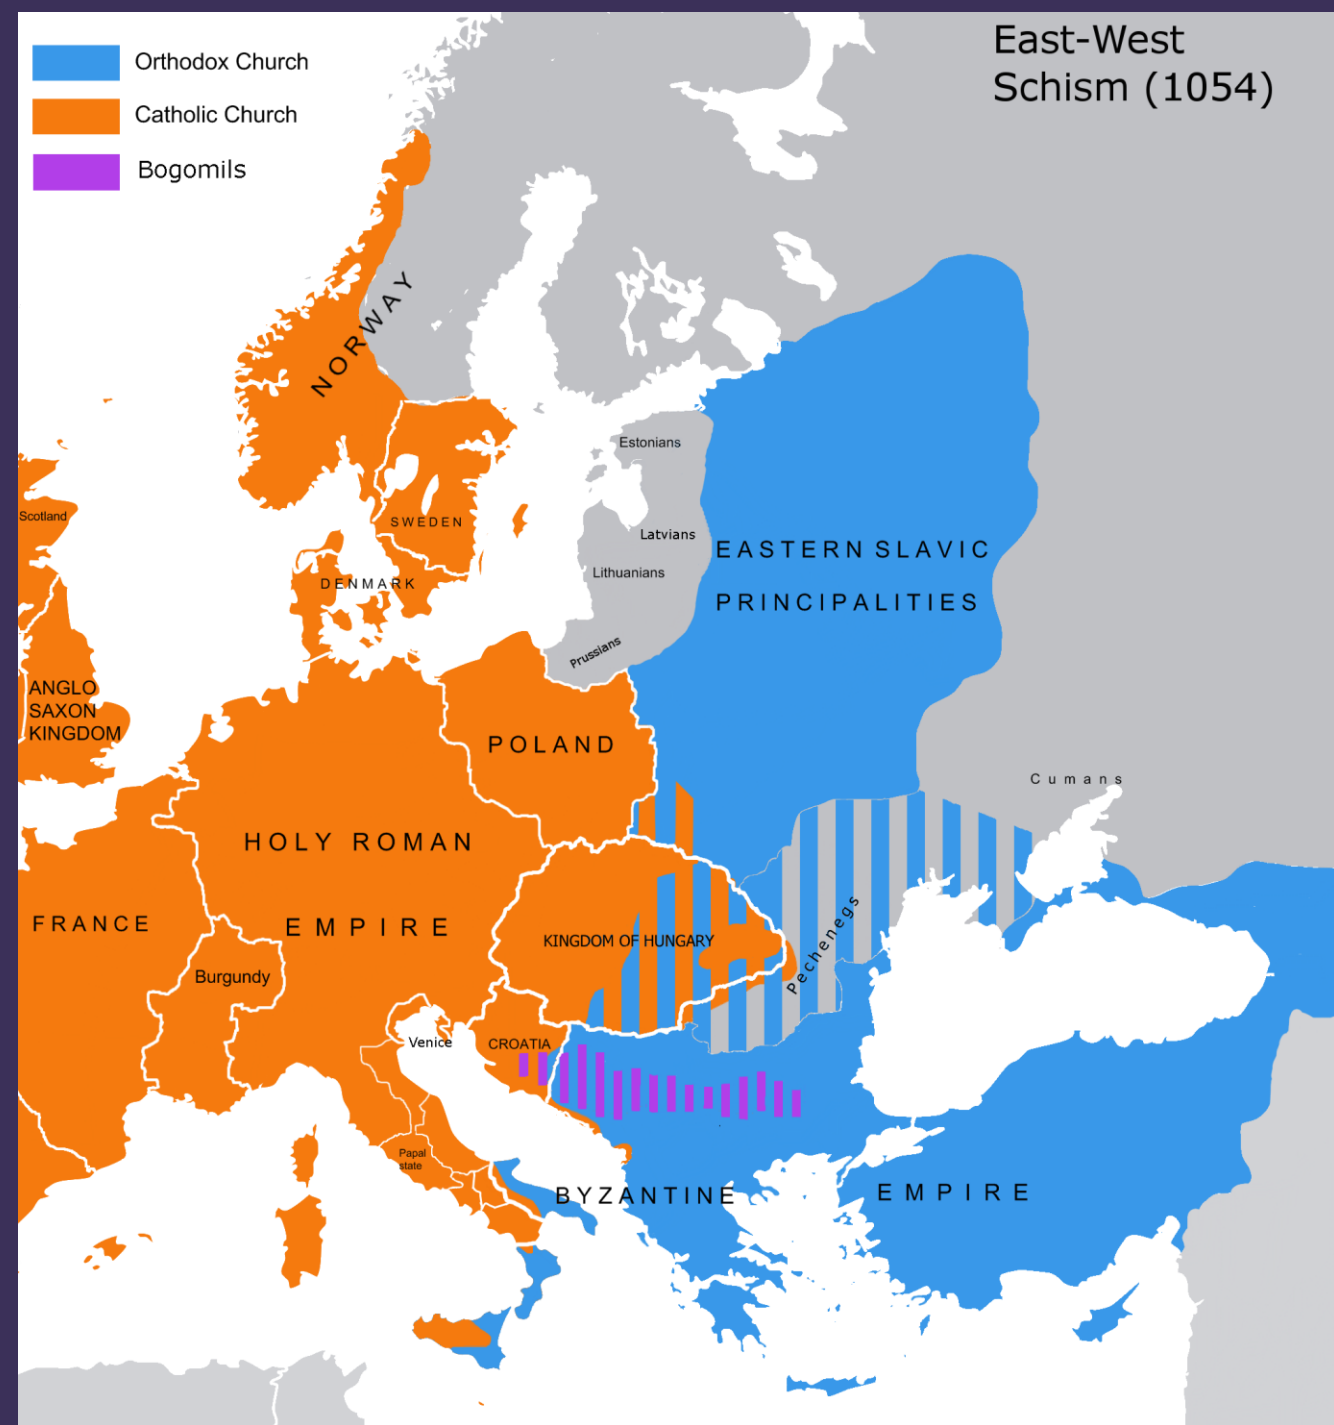 East-West
Schism (1054)
Orthodox Church
Catholic Church
Bogomils
NORWAY
Estonians
Scotland
SWEDEN
Latvians
EASTERN SLAVIC
Lithuanians
DENMARK
PRINCIPALITIES
Prussians
ANGLO
SAXON
KINGDOM
POLAND
Cumans
HOLY ROMAN
EMPIRE
FRANCE
KINGDOM OF HUNGARY
Pechenegs
Burgundy
Venice
CROATIA
Papal
state
BYZANTINE EMPIRE